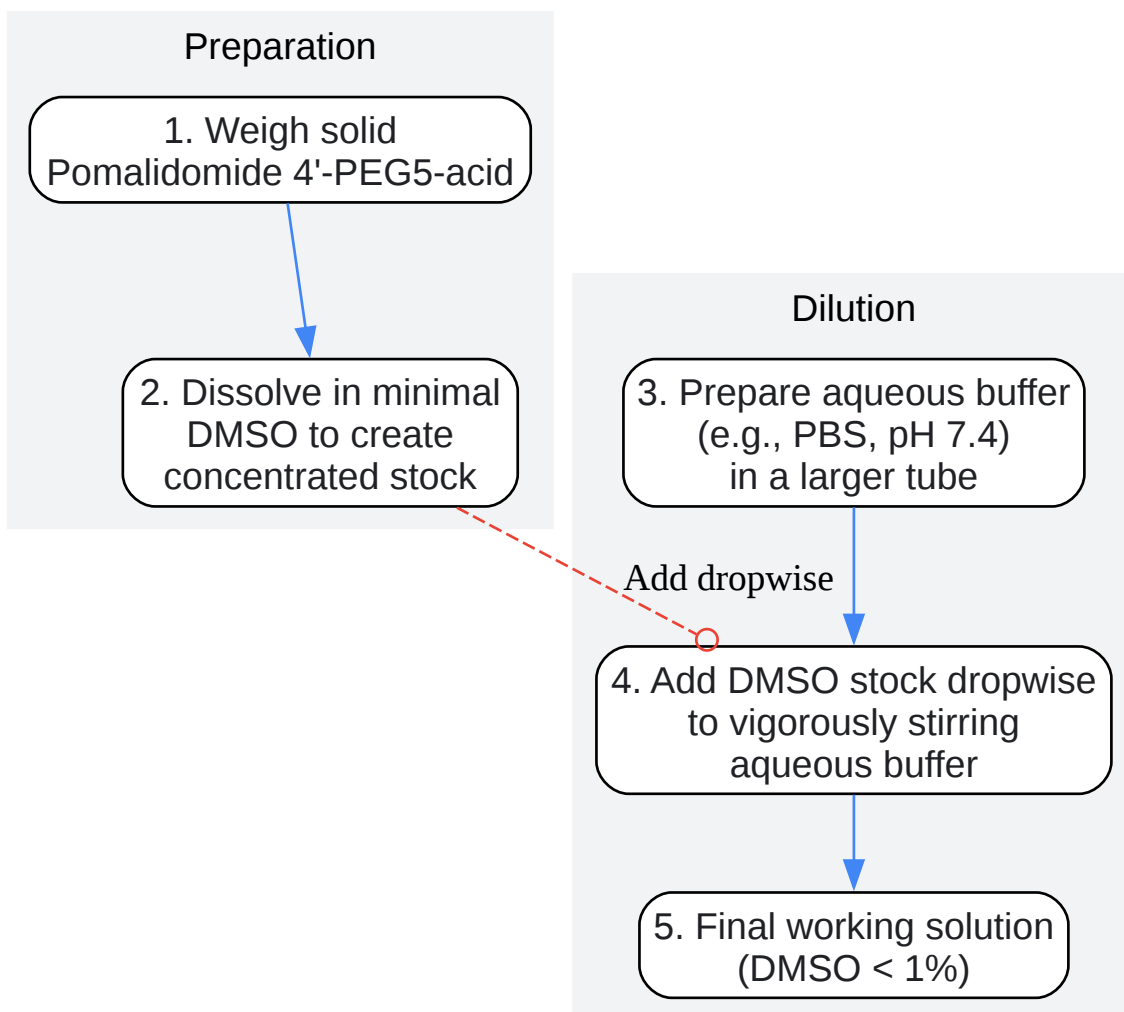 Preparation
1. Weigh solid
Pomalidomide 4'-PEG5-acid
2. Dissolve in minimal
DMSO to create
concentrated stock
Dilution
3. Prepare aqueous buffer
(e.g., PBS, pH 7.4)
in a larger tube
Add dropwise
4. Add DMSO stock dropwise
to vigorously stirring
aqueous buffer
5. Final working solution
(DMSO < 1%)